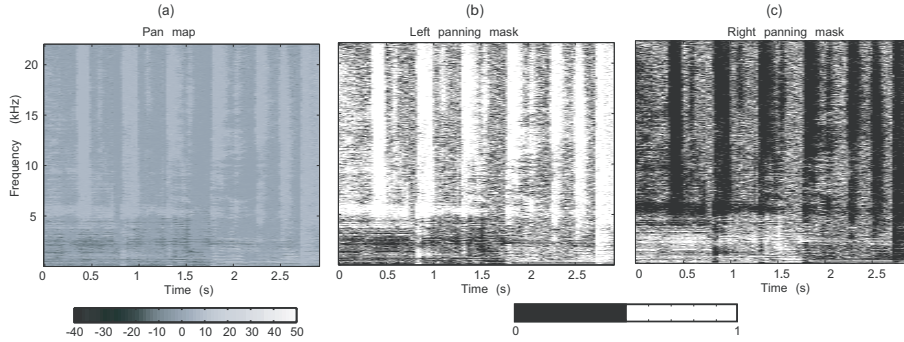 (a)
Pan map
20
15
10
5
Frequency (kHz)
0 0.5 1 1.5 2 2.5
Time (s)
-40 -30 -20 -10 0 10 20 30 40 50
(b)
Left panning mask
0 0.5 1 1.5 2 2.5
Time (s)
(c)
Right panning mask
0 0.5 1 1.5 2 2.5
Time (s)
0 1